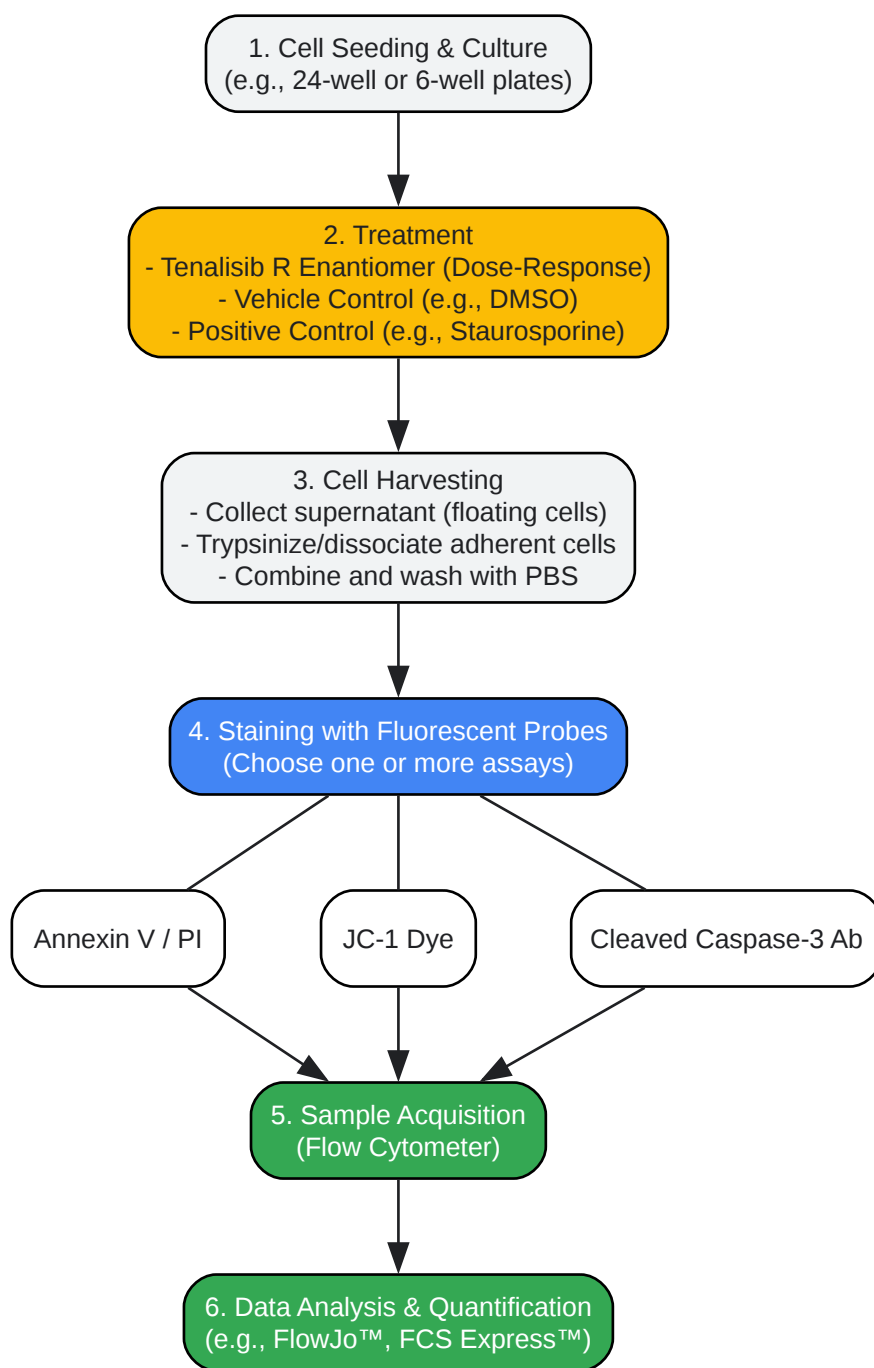 1. Cell Seeding & Culture
(e.g., 24-well or 6-well plates)
2. Treatment
- Tenalisib R Enantiomer (Dose-Response)
- Vehicle Control (e.g., DMSO)
- Positive Control (e.g., Staurosporine)
3. Cell Harvesting
- Collect supernatant (floating cells)
- Trypsinize/dissociate adherent cells
- Combine and wash with PBS
4. Staining with Fluorescent Probes
(Choose one or more assays)
Annexin V / PI
JC-1 Dye
Cleaved Caspase-3 Ab
5. Sample Acquisition
(Flow Cytometer)
6. Data Analysis & Quantification
(e.g., FlowJo™, FCS Express™)